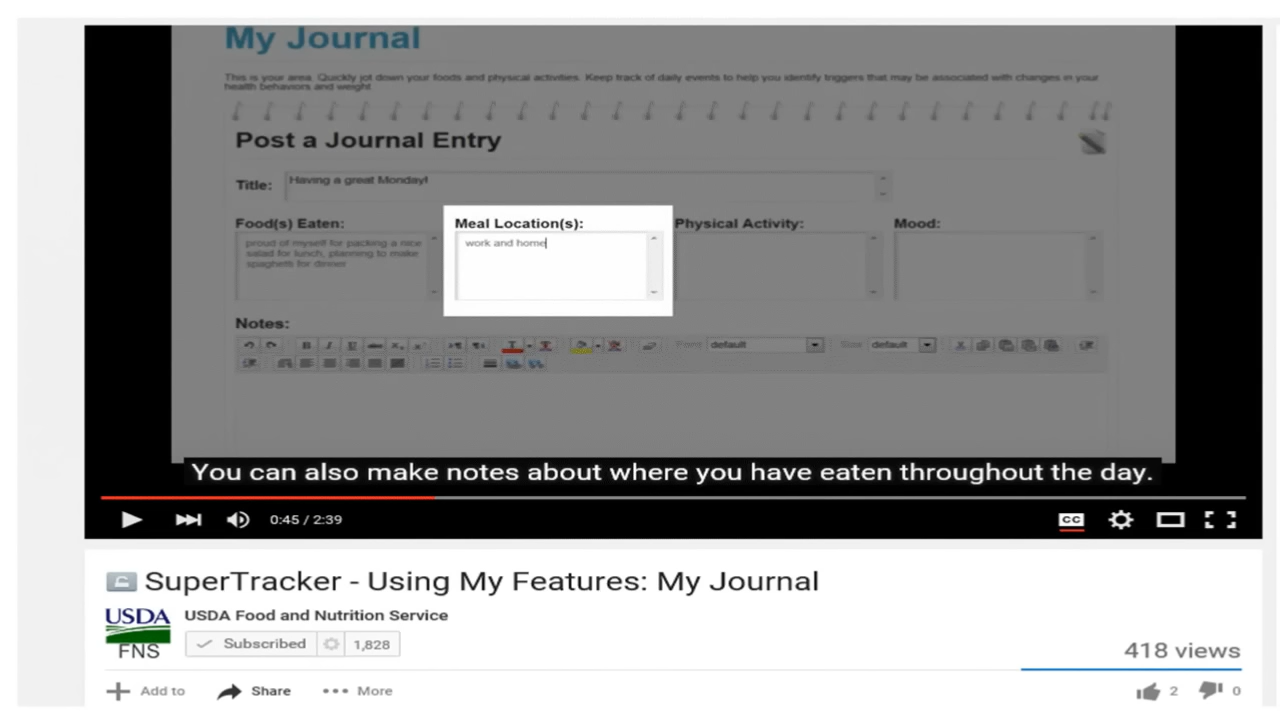 My Journal
This is your area. Quickly jot down your foods and physical activities. Keep track of daily events to help you identify triggers that may be associated with changes in your
health behaviors and weight
Post a Journal Entry
Title: Having a great Monday!
Food(s) Eaten: Meal Location(s): Physical Activity: Mood:
proud of myself for packing a nice
salad for lunch, planning to make
spaghetti for dinner
work and home
Notes:
Font default Size default
You can also make notes about where you have eaten throughout the day.
0:45 / 2:39
CC
SuperTracker - Using My Features: My Journal
USDA
FNS
USDA Food and Nutrition Service
Subscribed 1,828
418 views
Add to Share More
2 0